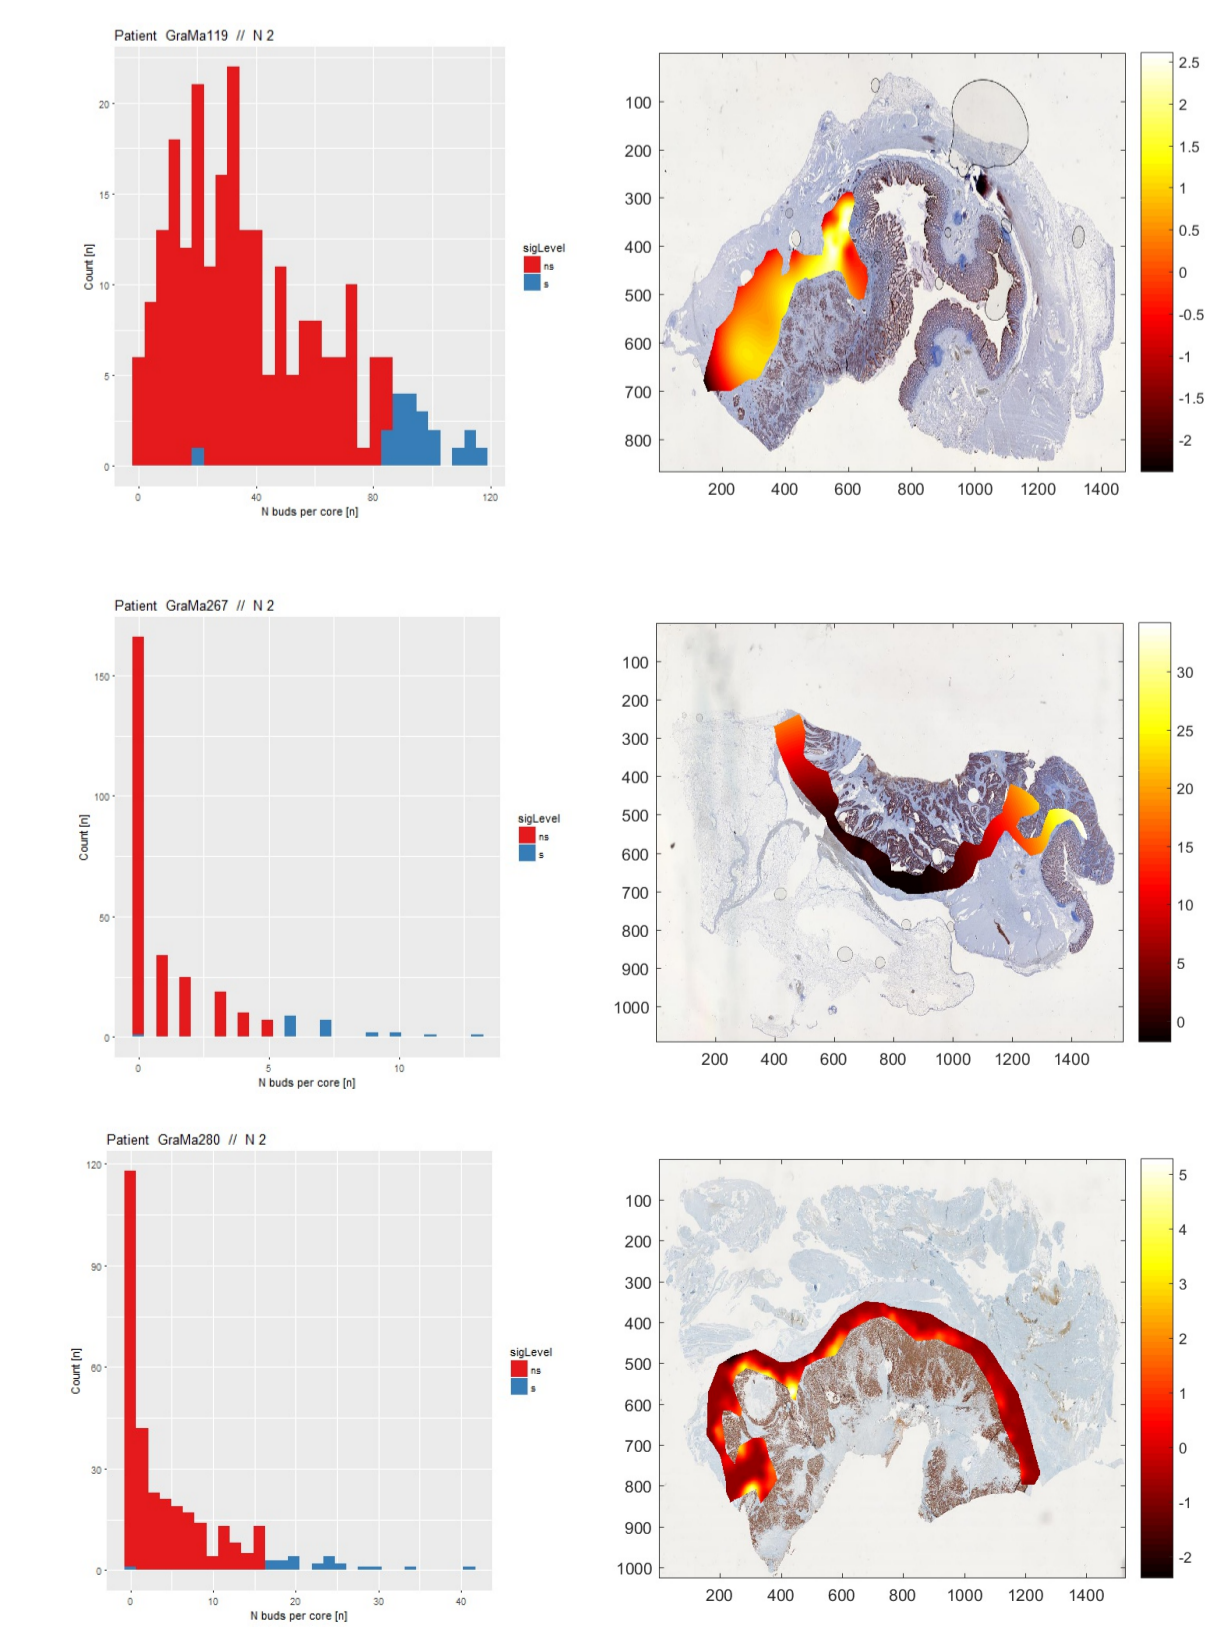 Patient GraMa119 // N 2
Count [n]
20
15
10
5
0
0 40 80 120
N buds per core [n]
sigLevel
ns
s
100
200
300
400
500
600
700
800
200 400 600 800 1000 1200 1400
2.5
2
1.5
1
0.5
0
-0.5
-1
-1.5
-2
Patient GraMa267 // N 2
Count [n]
150
100
50
0
0 5 10
N buds per core [n]
sigLevel
ns
s
100
200
300
400
500
600
700
800
900
1000
200 400 600 800 1000 1200 1400
30
25
20
15
10
5
0
Patient GraMa280 // N 2
Count [n]
120
90
60
30
0
0 10 20 30 40
N buds per core [n]
sigLevel
ns
s
100
200
300
400
500
600
700
800
900
1000
200 400 600 800 1000 1200 1400
5
4
3
2
1
0
-1
-2